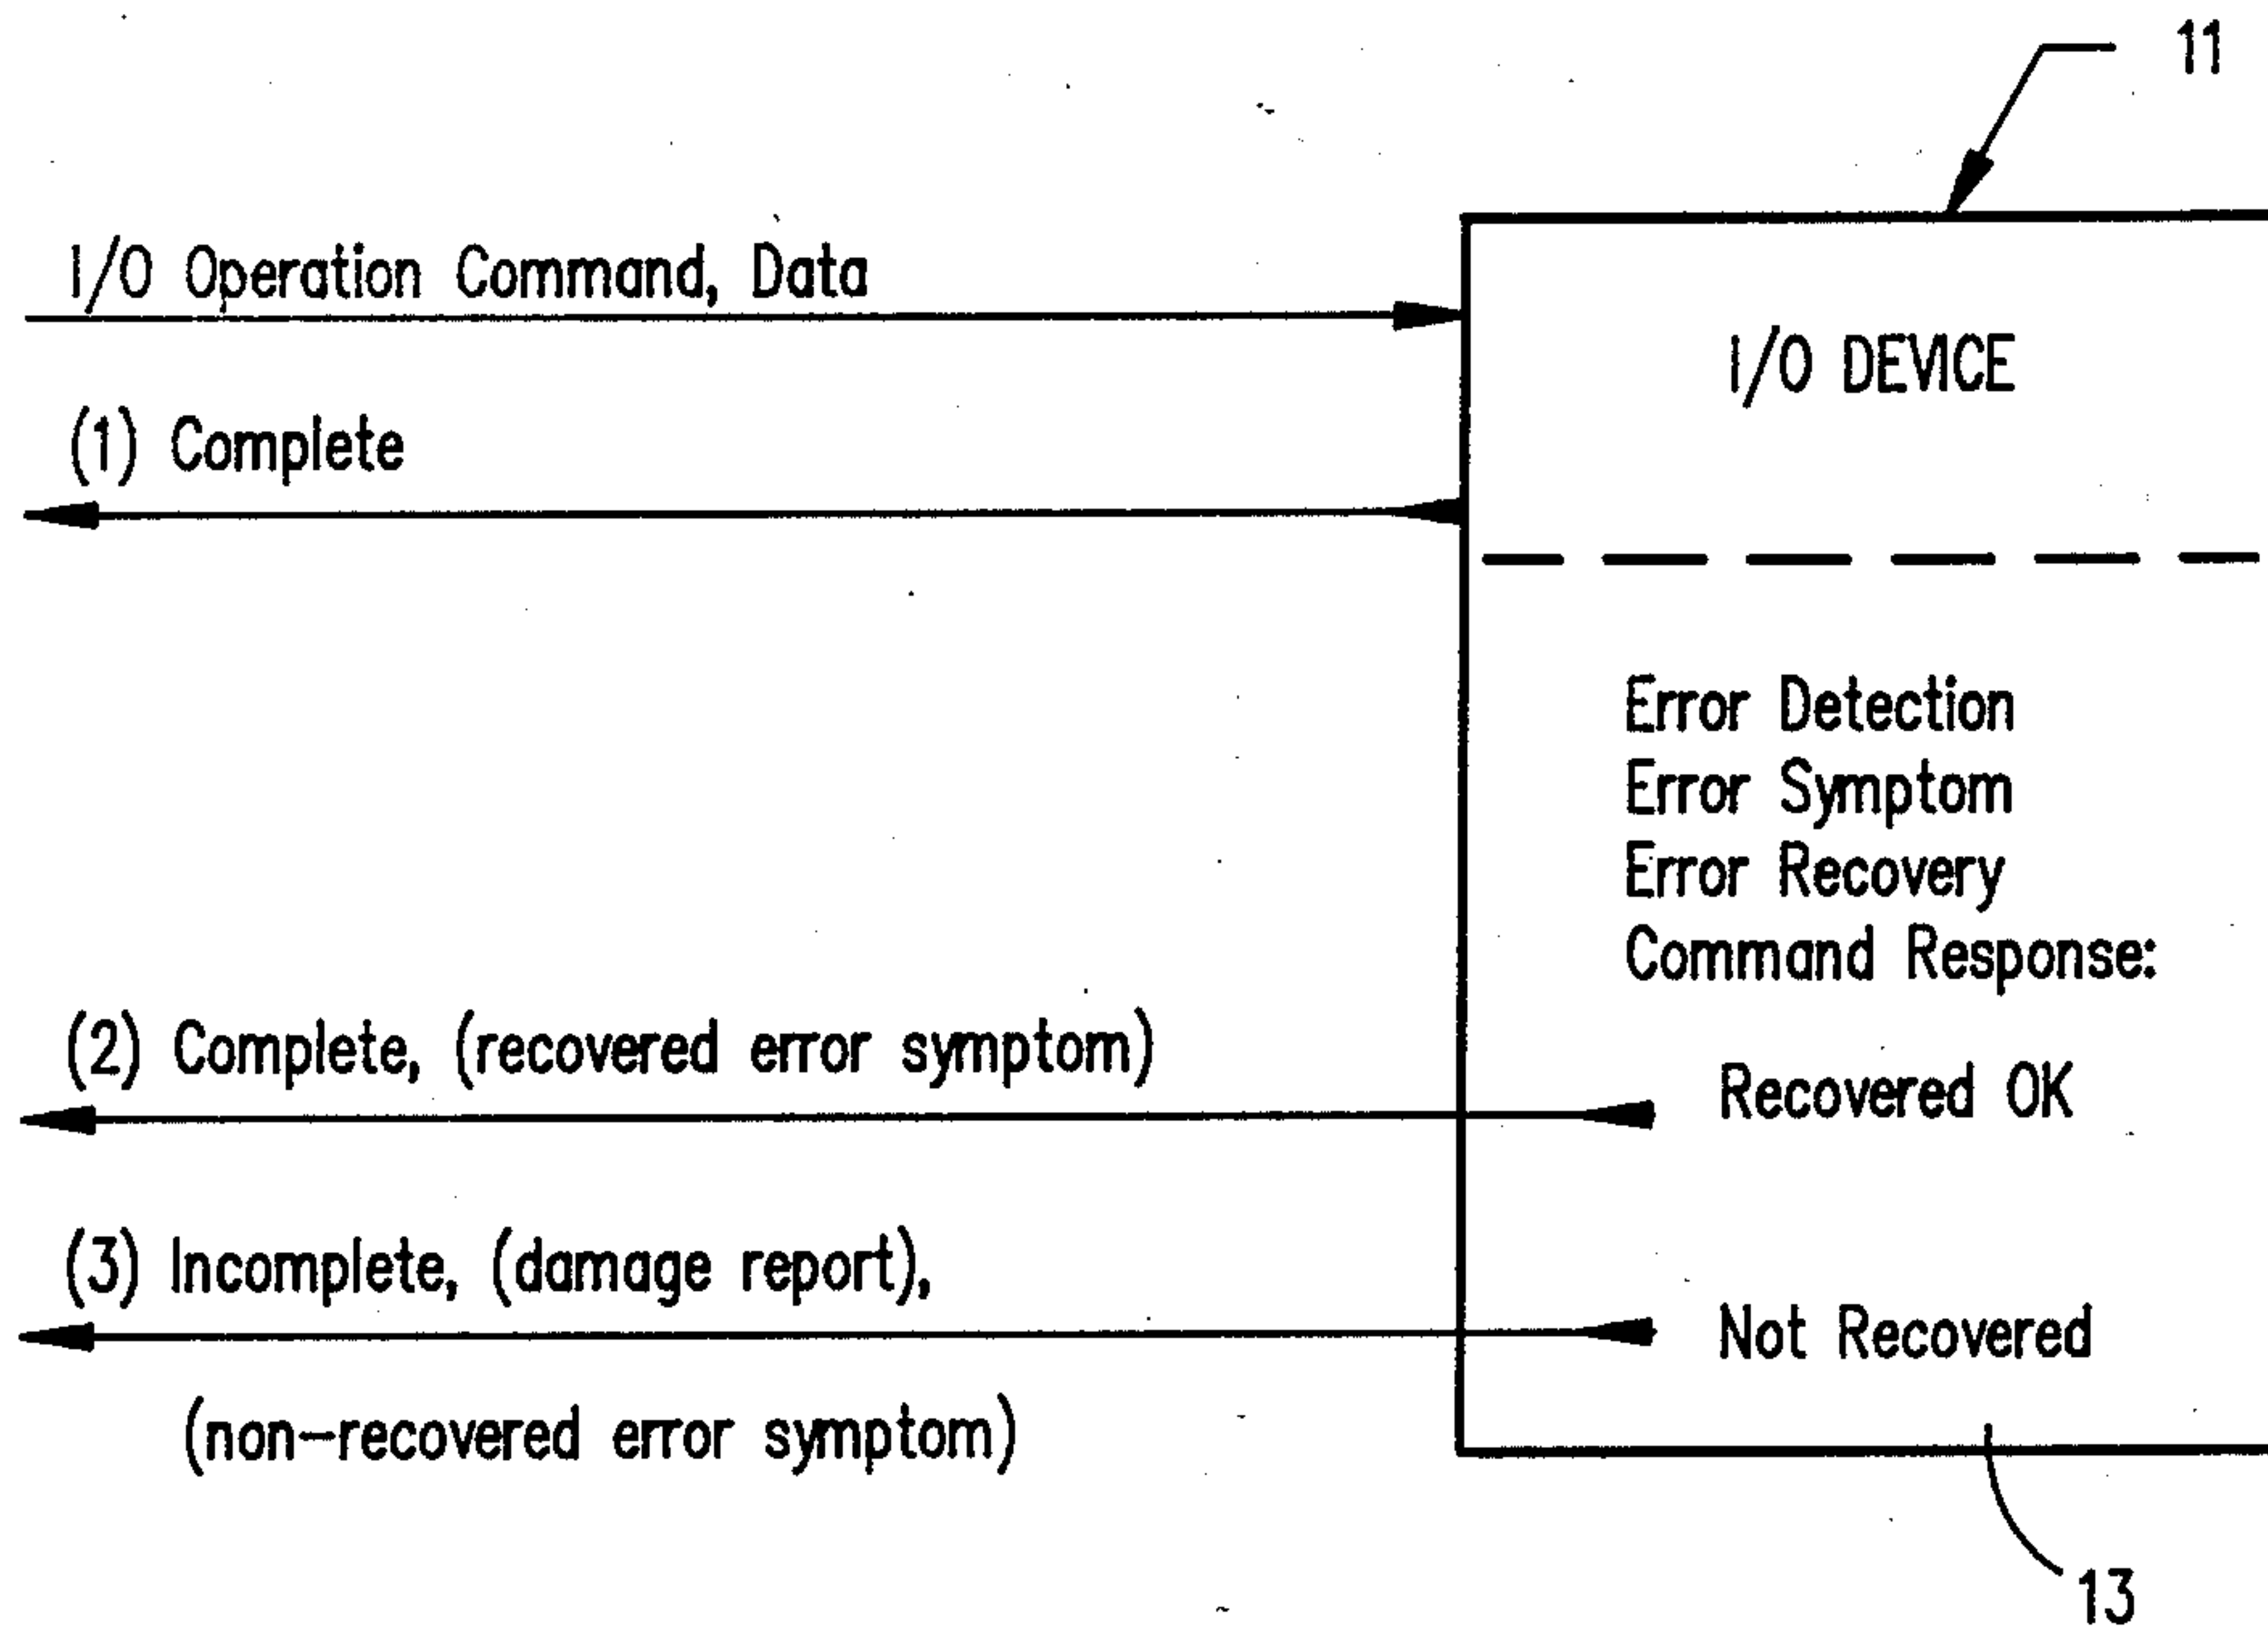 11
I/O Operation Command, Data
I/O DEVICE
(1) Complete
Error Detection
Error Symptom
Error Recovery
Command Response:
(2) Complete, (recovered error symptom)
Recovered OK
(3) Incomplete, (damage report),
Not Recovered
(non-recovered error symptom)
13